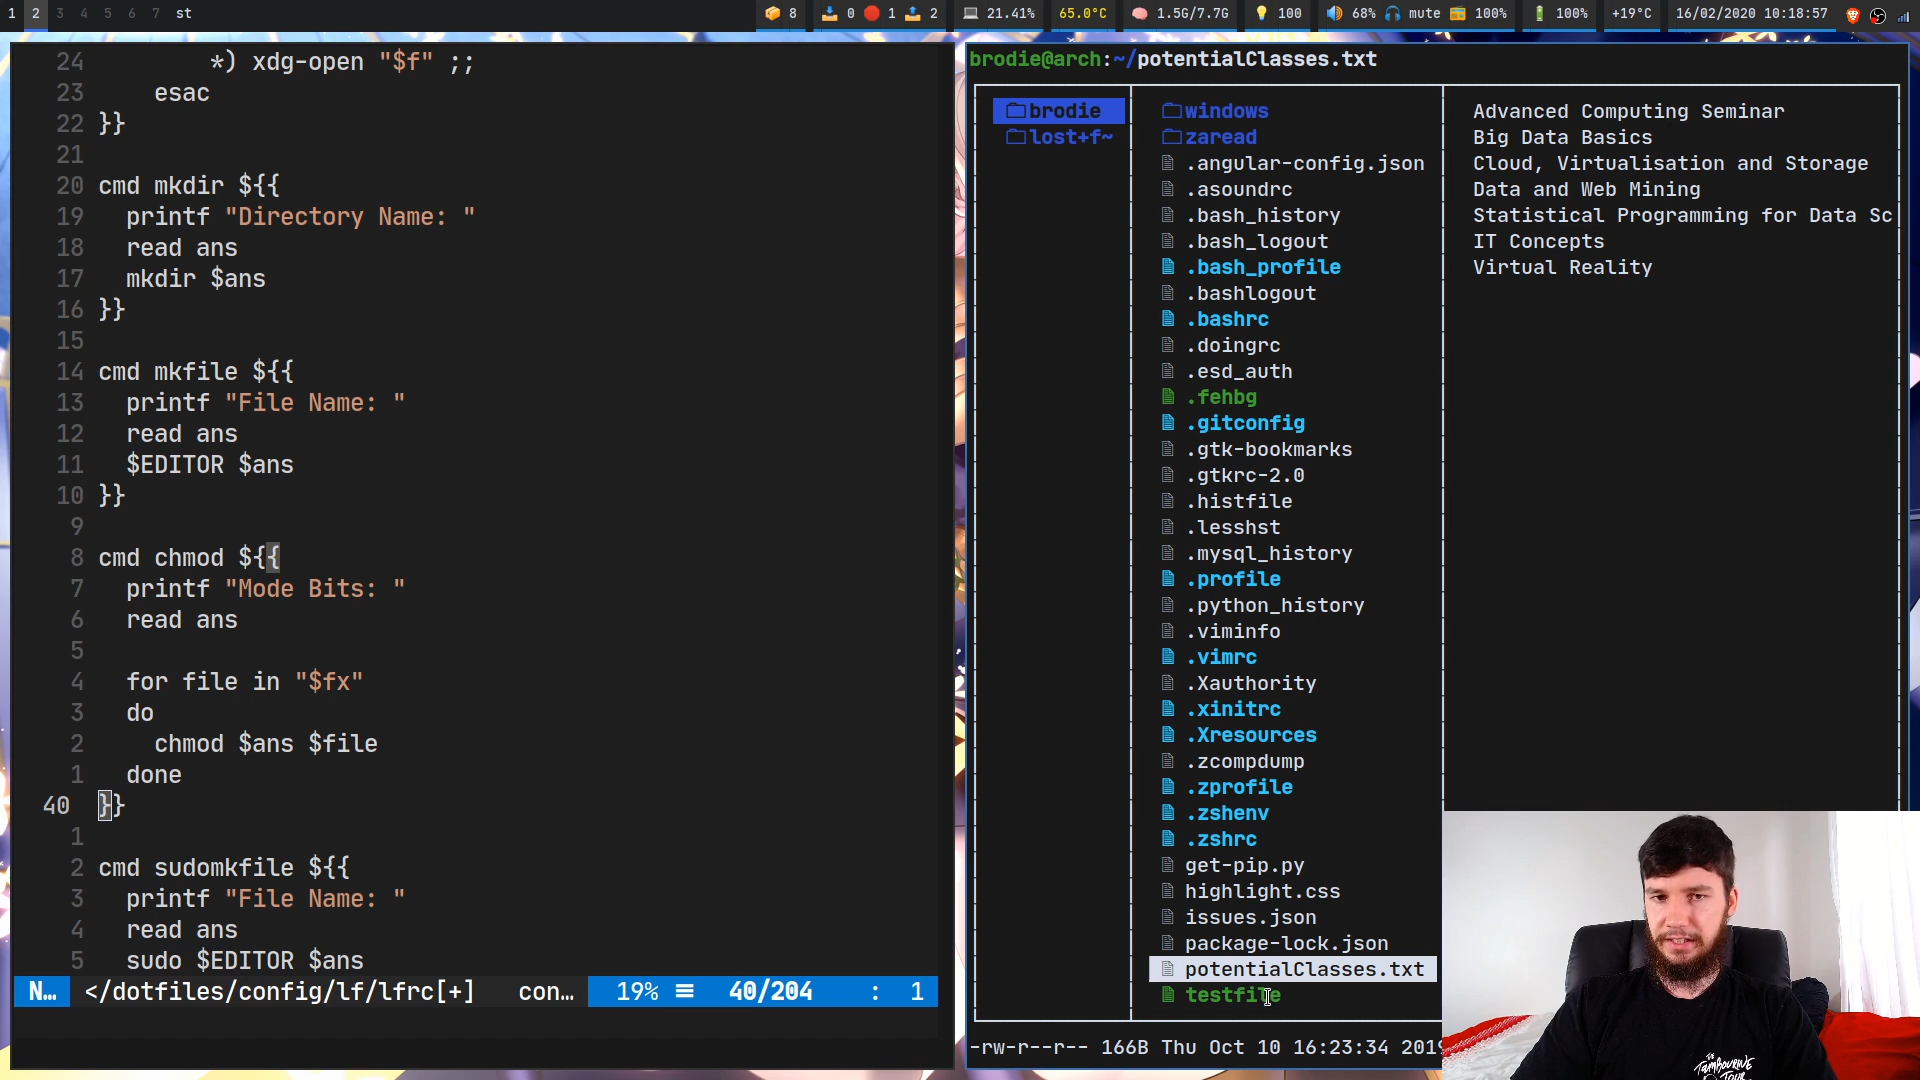 1 2 3 4 5 6 7 st
8 0 1 2 21.41% 65.0°C 1.5G/7.7G 100 68% mute 100% 100% +19°C 16/02/2020 10:18:57
24 *) xdg-open "$f" ;;
23 esac
22 }}
21
20 cmd mkdir ${{
19 printf "Directory Name: "
18 read ans
17 mkdir $ans
16 }}
15
14 cmd mkfile ${{
13 printf "File Name: "
12 read ans
11 $EDITOR $ans
10 }}
9
8 cmd chmod ${{
7 printf "Mode Bits: "
6 read ans
5
4 for file in "$fx"
3 do
2 chmod $ans $file
1 done
40 }}
1
2 cmd sudomkfile ${{
3 printf "File Name: "
4 read ans
5 sudo $EDITOR $ans
N… </dotfiles/config/lf/lfrc[+] con… 19% ≡ 40/204 : 1
brodie@arch:~/potentialClasses.txt
brodie
lost+f~
windows
zaread
.angular-config.json
.asoundrc
.bash_history
.bash_logout
.bash_profile
.bashlogout
.bashrc
.doingrc
.esd_auth
.fehbg
.gitconfig
.gtk-bookmarks
.gtkrc-2.0
.histfile
.lesshst
.mysql_history
.profile
.python_history
.viminfo
.vimrc
.Xauthority
.xinitrc
.Xresources
.zcompdump
.zprofile
.zshenv
.zshrc
get-pip.py
highlight.css
issues.json
package-lock.json
potentialClasses.txt
testfile
Advanced Computing Seminar
Big Data Basics
Cloud, Virtualisation and Storage
Data and Web Mining
Statistical Programming for Data Sc
IT Concepts
Virtual Reality
-rw-r--r-- 166B Thu Oct 10 16:23:34 2019
THE
TAMBOURINE
TOUR